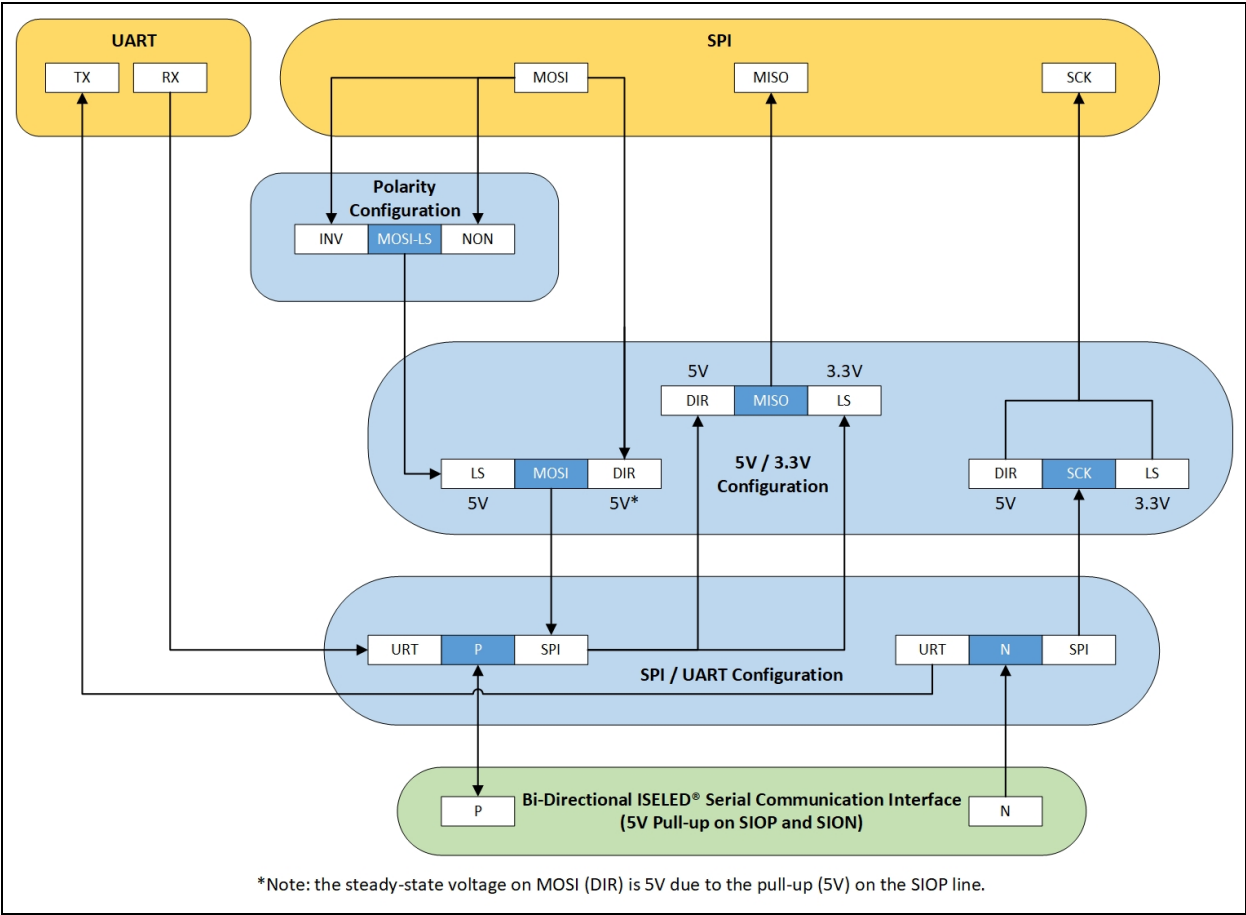 UART
SPI
TX
RX
MOSI
MISO
SCK
Polarity
Configuration
INV
MOSI-LS
NON
5V
3.3V
DIR
MISO
LS
LS
MOSI
DIR
5V / 3.3V
Configuration
DIR
SCK
LS
5V
5V*
5V
3.3V
URT
P
SPI
URT
N
SPI
SPI / UART Configuration
Bi-Directional ISELED® Serial Communication Interface
(5V Pull-up on SIOP and SION)
P
N
*Note: the steady-state voltage on MOSI (DIR) is 5V due to the pull-up (5V) on the SIOP line.